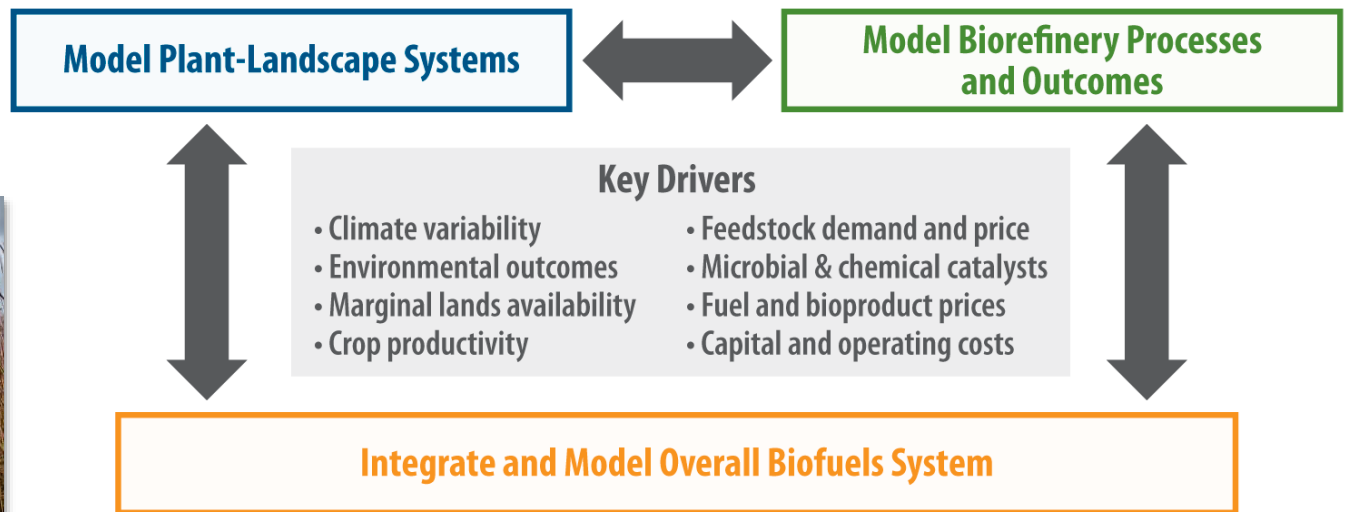 Model Plant-Landscape Systems
Model Biorefinery Processes
and Outcomes
Key Drivers
• Climate variability
• Environmental outcomes
• Marginal lands availability
• Crop productivity
• Feedstock demand and price
• Microbial & chemical catalysts
• Fuel and bioproduct prices
• Capital and operating costs
Integrate and Model Overall Biofuels System